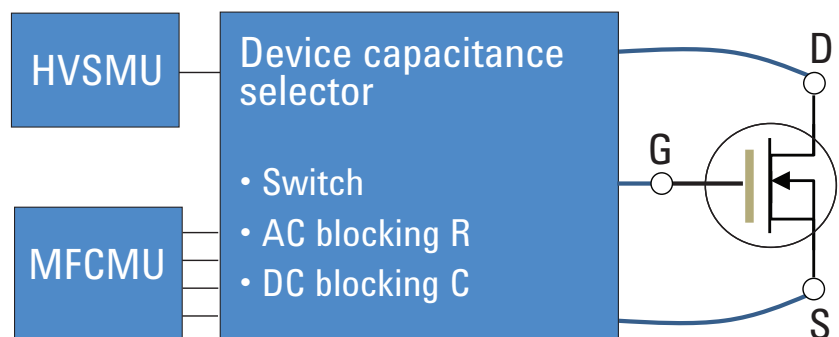 HVSMU
Device capacitance
selector
• Switch
• AC blocking R
• DC blocking C
MFCMU
D
G
S